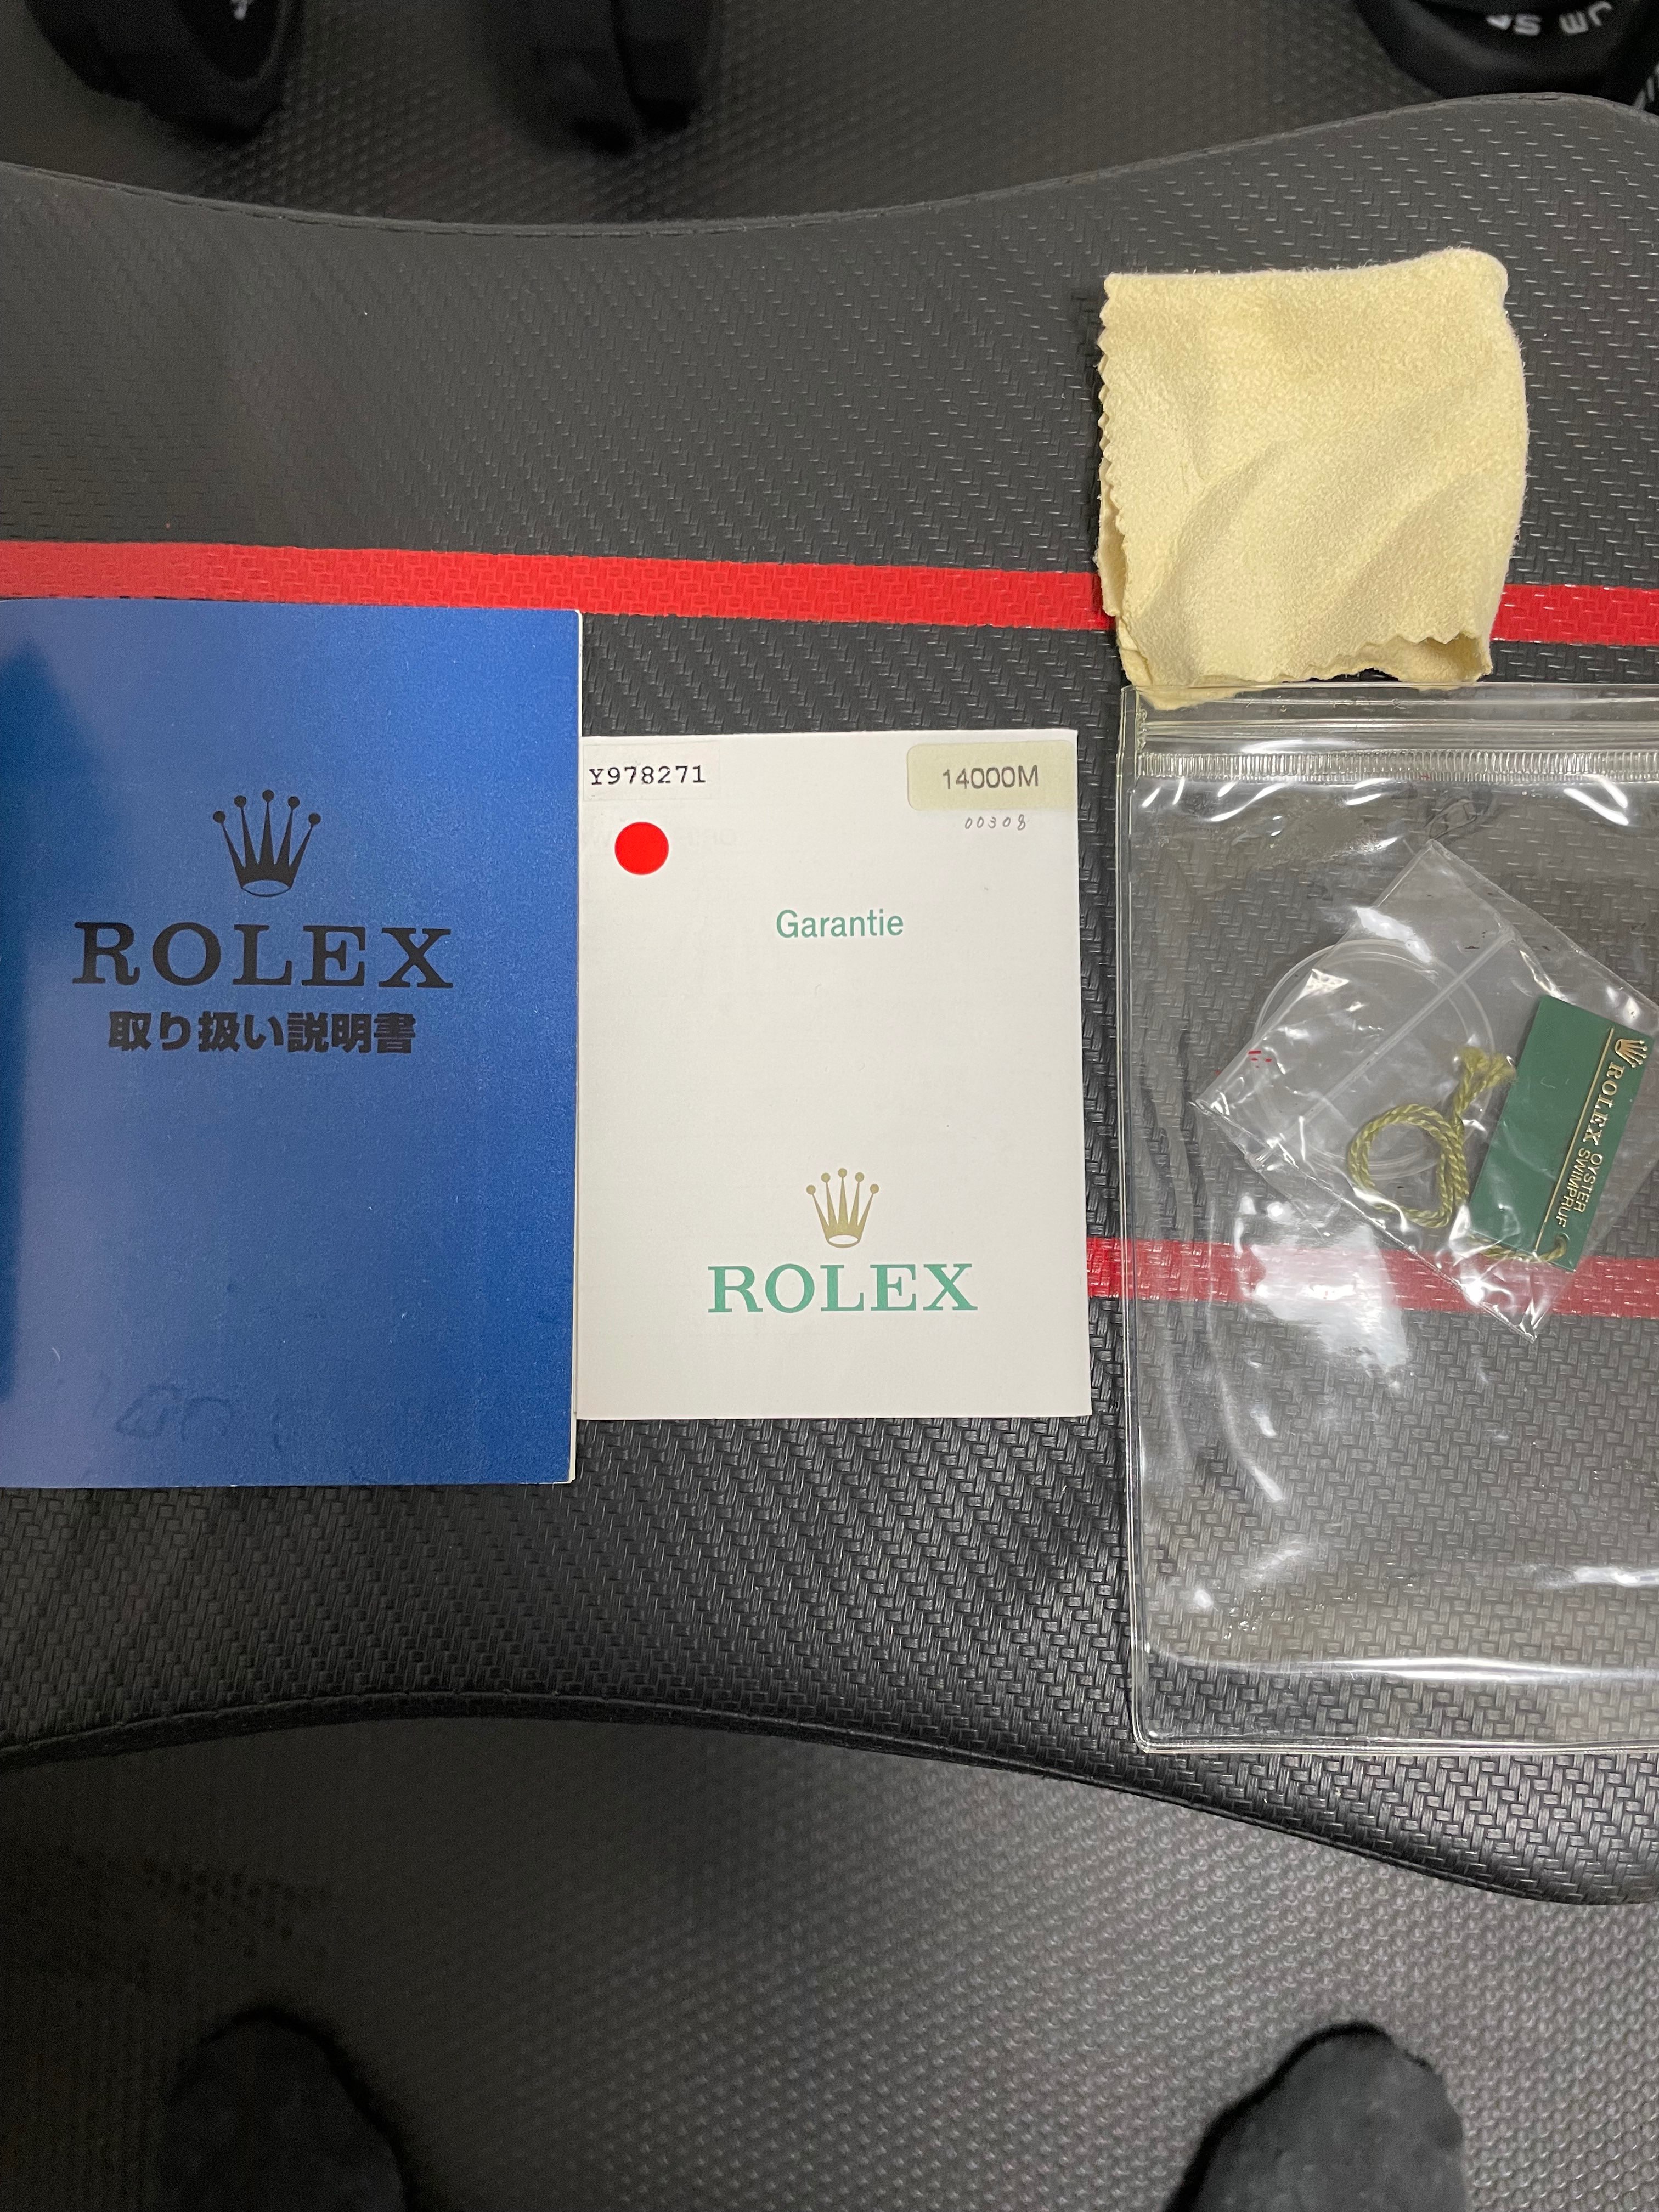 ROLEX
取り扱い説明書
Y978271
14000M
00308
Garantie
ROLEX
ROLEX OYSTER
SWIMPRUF